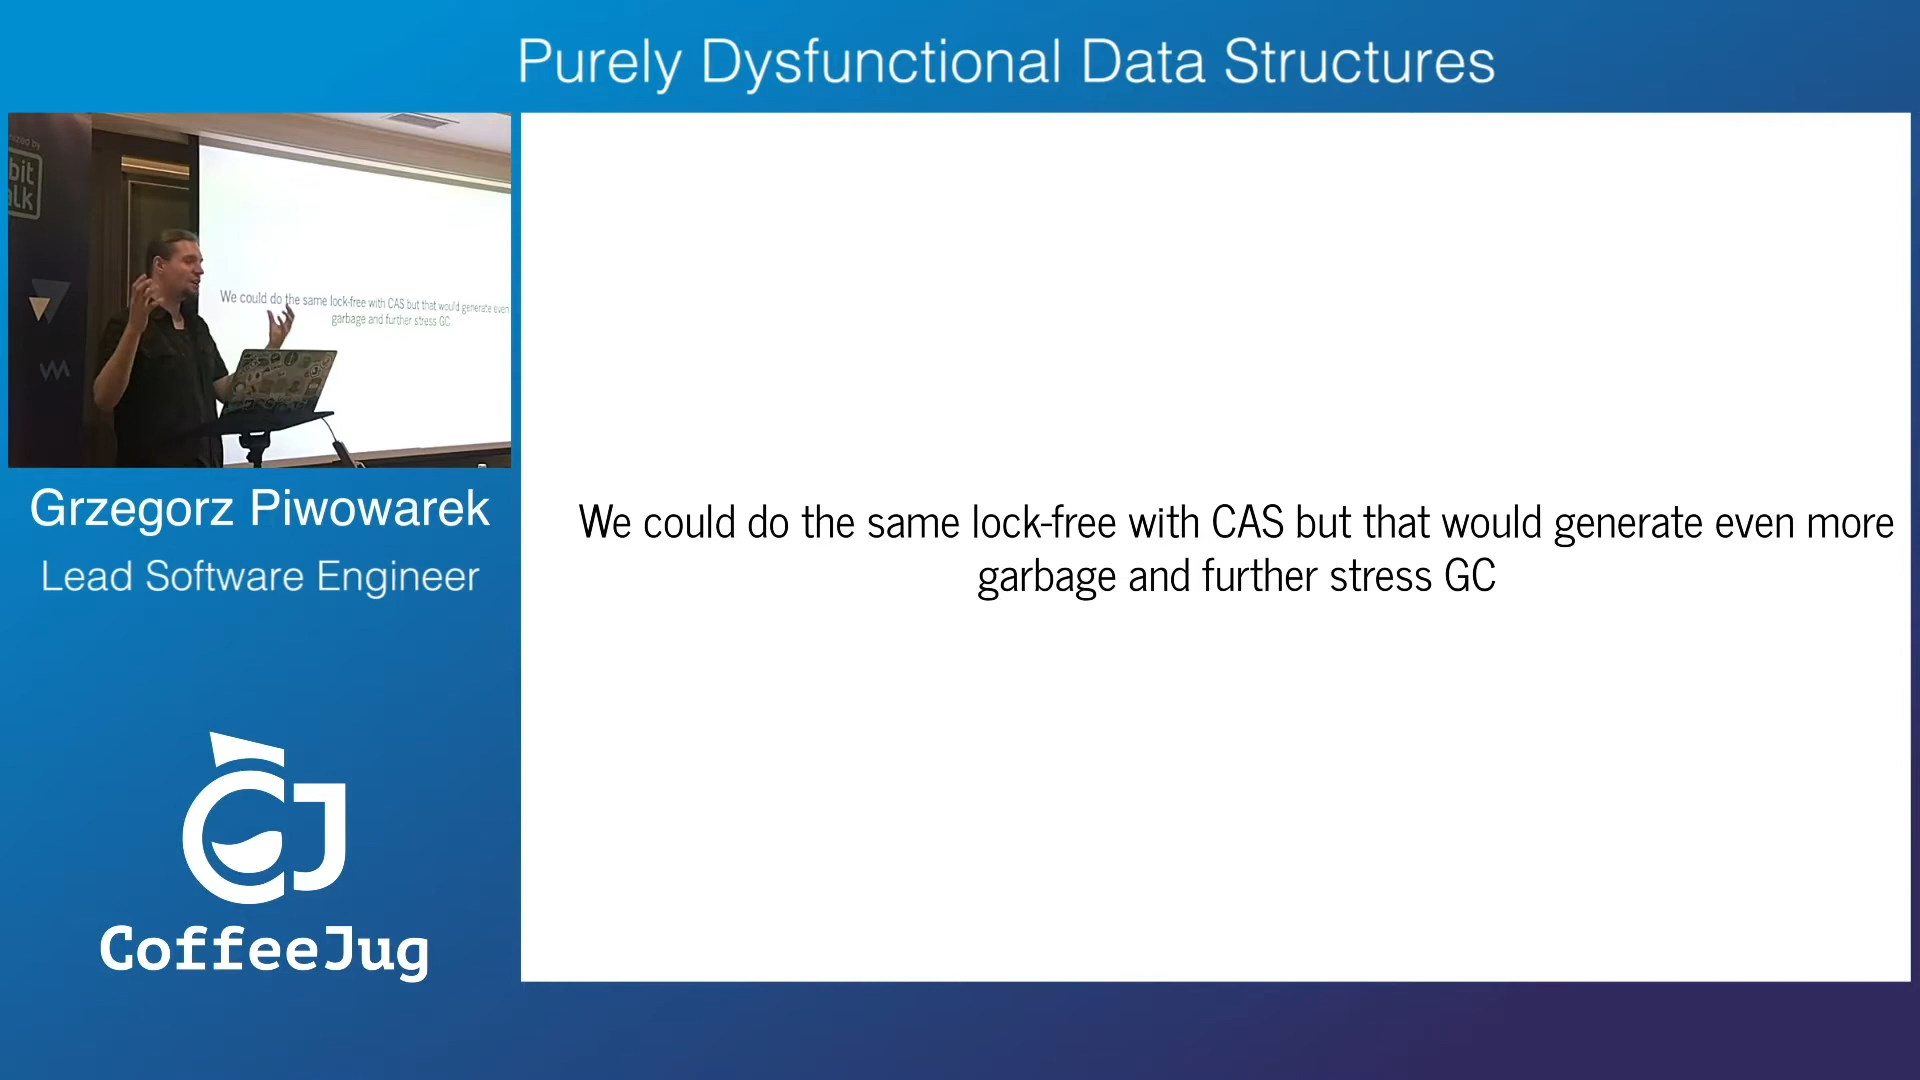 Purely Dysfunctional Data Structures
bit
We could do the same lock-free with CAS but that would generate even
garbage and further stress GC
Grzegorz Piwowarek
Lead Software Engineer
CJ
CoffeeJug
We could do the same lock-free with CAS but that would generate even more
garbage and further stress GC